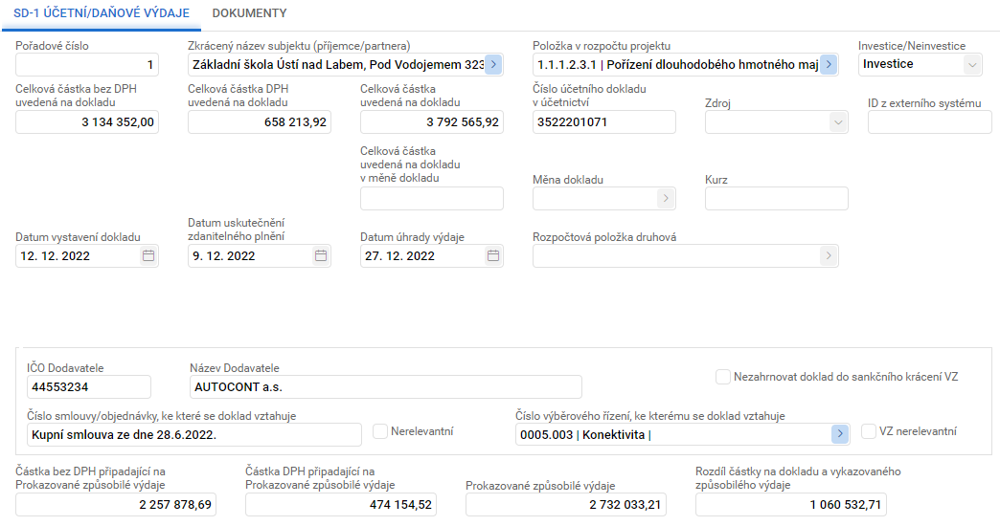 SD-1 ÚČETNÍ/DAŇOVÉ VÝDAJE DOKUMENTY
Pořadové číslo Zkrácený název subjektu (příjemce/partnera) Položka v rozpočtu projektu Investice/Neinvestice
1 Základní škola Ústí nad Labem, Pod Vodojemem 323 1.1.1.2.3.1 | Pořízení dlouhodobého hmotného maj Investice
Celková částka bez DPH
uvedená na dokladu
Celková částka DPH
uvedená na dokladu
Celková částka
uvedená na dokladu
Číslo účetního dokladu
v účetnictví
Zdroj ID z externího systému
3 134 352,00 658 213,92 3 792 565,92 3522201071
Celková částka
uvedená na dokladu
v měně dokladu
Měna dokladu Kurz
Datum vystavení dokladu
Datum uskutečnění
zdanitelného plnění
Datum úhrady výdaje Rozpočtová položka druhová
12. 12. 2022 9. 12. 2022 27. 12. 2022
IČO Dodavatele Název Dodavatele
44553234 AUTOCONT a.s. Nezahrnovat doklad do sankčního krácení VZ
Číslo smlouvy/objednávky, ke které se doklad vztahuje Číslo výběrového řízení, ke kterému se doklad vztahuje
Kupní smlouva ze dne 28.6.2022. Nerelevantní 0005.003 | Konektivita | VZ nerelevantní
Částka bez DPH připadající na
Prokazované způsobilé výdaje
Částka DPH připadající na
Prokazované způsobilé výdaje
Prokazované způsobilé výdaje
Rozdíl částky na dokladu a vykazovaného
způsobilého výdaje
2 257 878,69 474 154,52 2 732 033,21 1 060 532,71